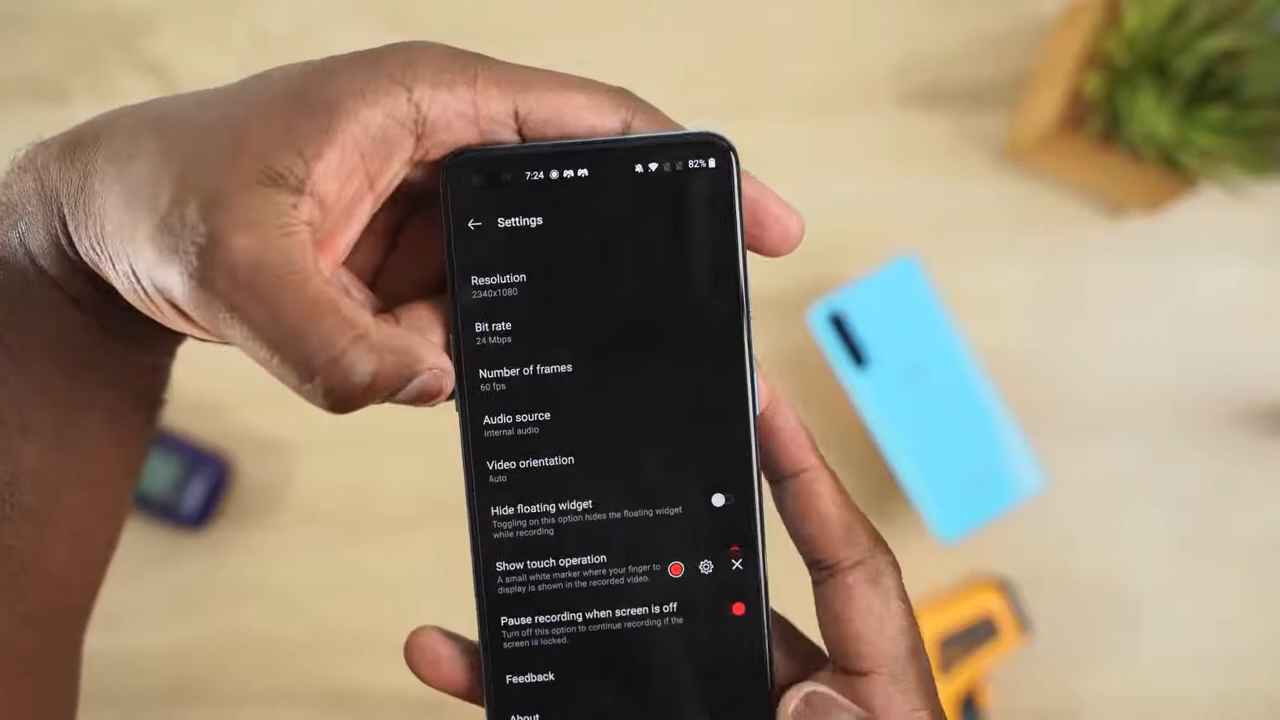 7:24 82%
Settings
Resolution
2340x1080
Bit rate
24 Mbps
Number of frames
60 fps
Audio source
Internal audio
Video orientation
Auto
Hide floating widget
Toggling on this option hides the floating widget
while recording
Show touch operation
A small white marker where your finger to
display is shown in the recorded video.
Pause recording when screen is off
Turn off this option to continue recording if the
screen is locked.
Feedback
About